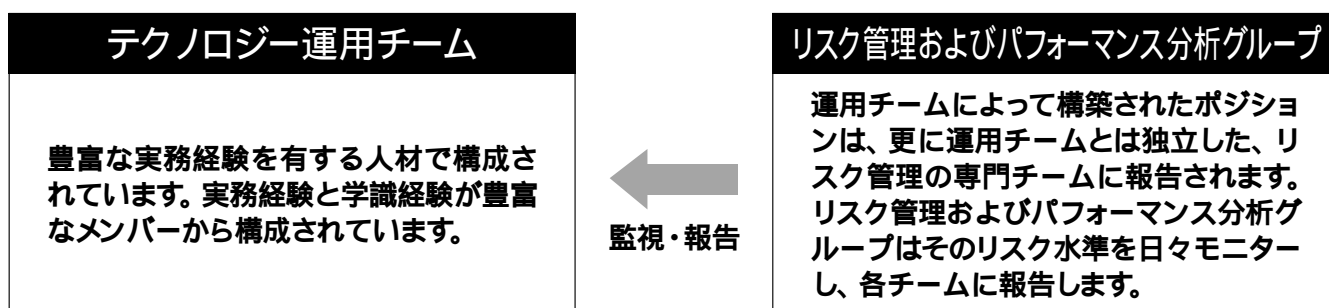 テクノロジー運用チーム
豊富な実務経験を有する人材で構成さ
れています。実務経験と学識経験が豊富
なメンバーから構成されています。
監視・報告
リスク管理およびパフォーマンス分析グループ
運用チームによって構築されたポジショ
ンは、更に運用チームとは独立した、リ
スク管理の専門チームに報告されます。
リスク管理およびパフォーマンス分析グ
ループはそのリスク水準を日々モニター
し、各チームに報告します。